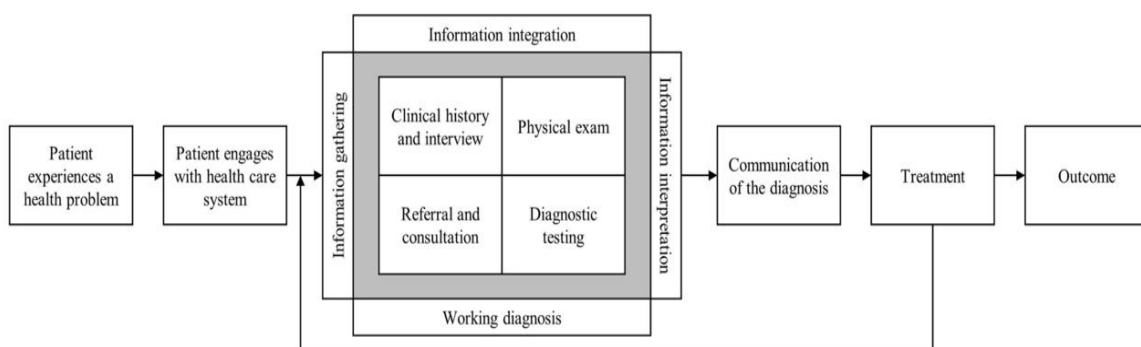 Patient
experiences a
health problem
Patient engages
with health care
system
Information gathering
Information integration
Clinical history
and interview
Physical exam
Referral and
consultation
Diagnostic
testing
Working diagnosis
Information interpretation
Communication
of the diagnosis
Treatment
Outcome